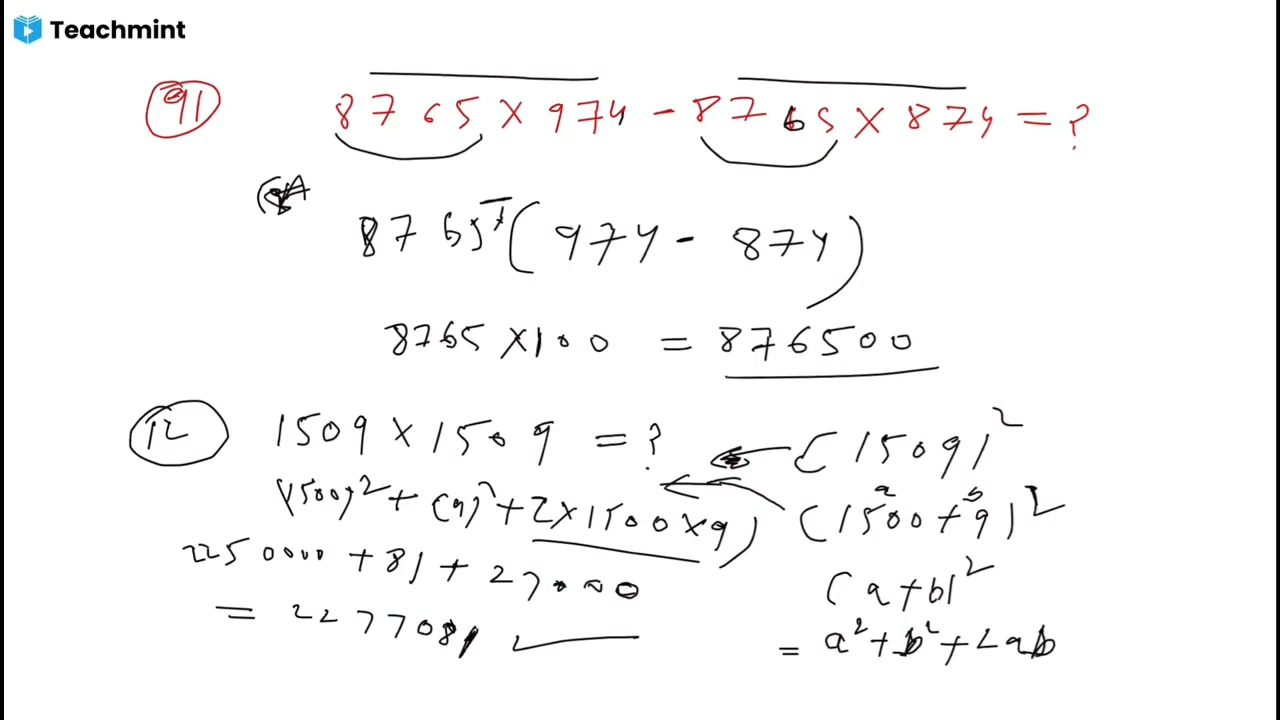 Teachmint
91 8765 × 974 - 8765 × 874 = ?
8765 (974 - 874)
8765 × 100 = 876500
12 1509 × 1509 = ? (1509)²
(1500)² + (9)² + 2×1500×9) (1500+9)²
a b
2250000 + 81 + 27000 (a+b)²
= 2277081 = a² + b² + 2ab